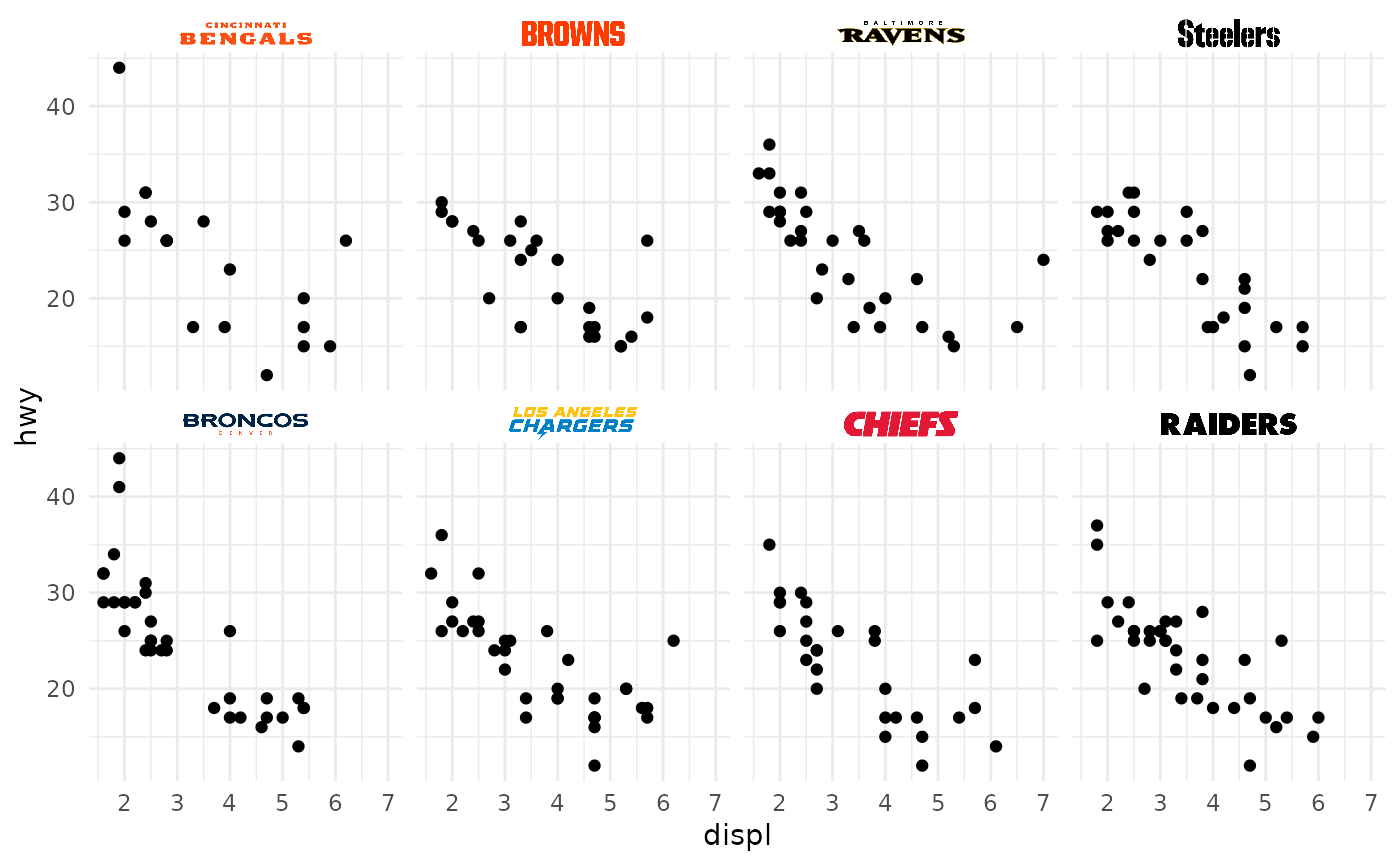 CINCINNATI
BENGALS
BROWNS
BALTIMORE
RAVENS
Steelers
40
30
20
hwy
BRONCOS
DENVER
LOS ANGELES
CHARGERS
CHIEFS
RAIDERS
40
30
20
2 3 4 5 6 7 2 3 4 5 6 7 2 3 4 5 6 7 2 3 4 5 6 7
displ